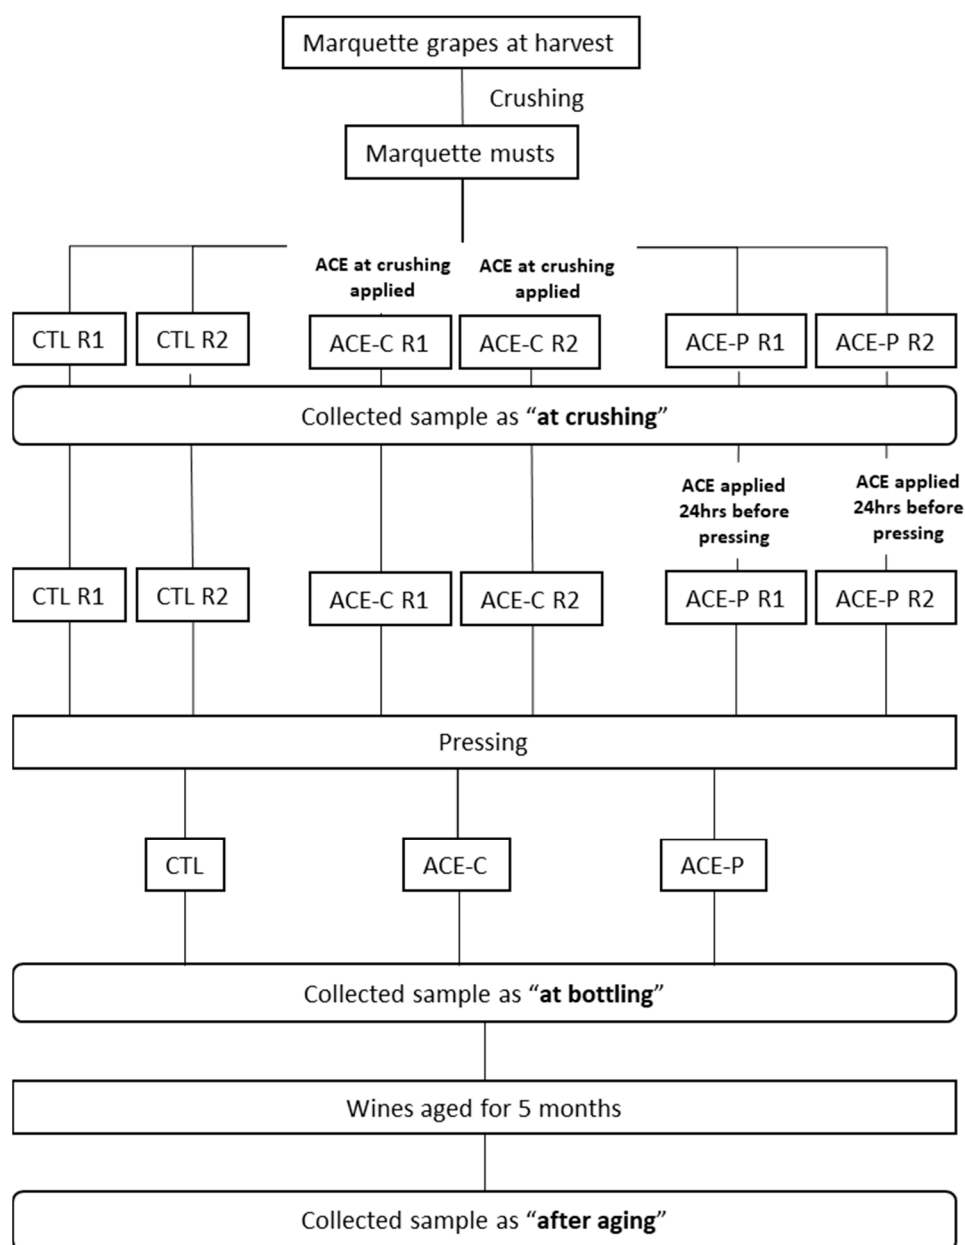 Marquette grapes at harvest
Crushing
Marquette musts
ACE at crushing
applied
ACE at crushing
applied
CTL R1
CTL R2
ACE-C R1
ACE-C R2
ACE-P R1
ACE-P R2
Collected sample as “at crushing”
ACE applied
24hrs before
pressing
ACE applied
24hrs before
pressing
CTL R1
CTL R2
ACE-C R1
ACE-C R2
ACE-P R1
ACE-P R2
Pressing
CTL
ACE-C
ACE-P
Collected sample as “at bottling”
Wines aged for 5 months
Collected sample as “after aging”